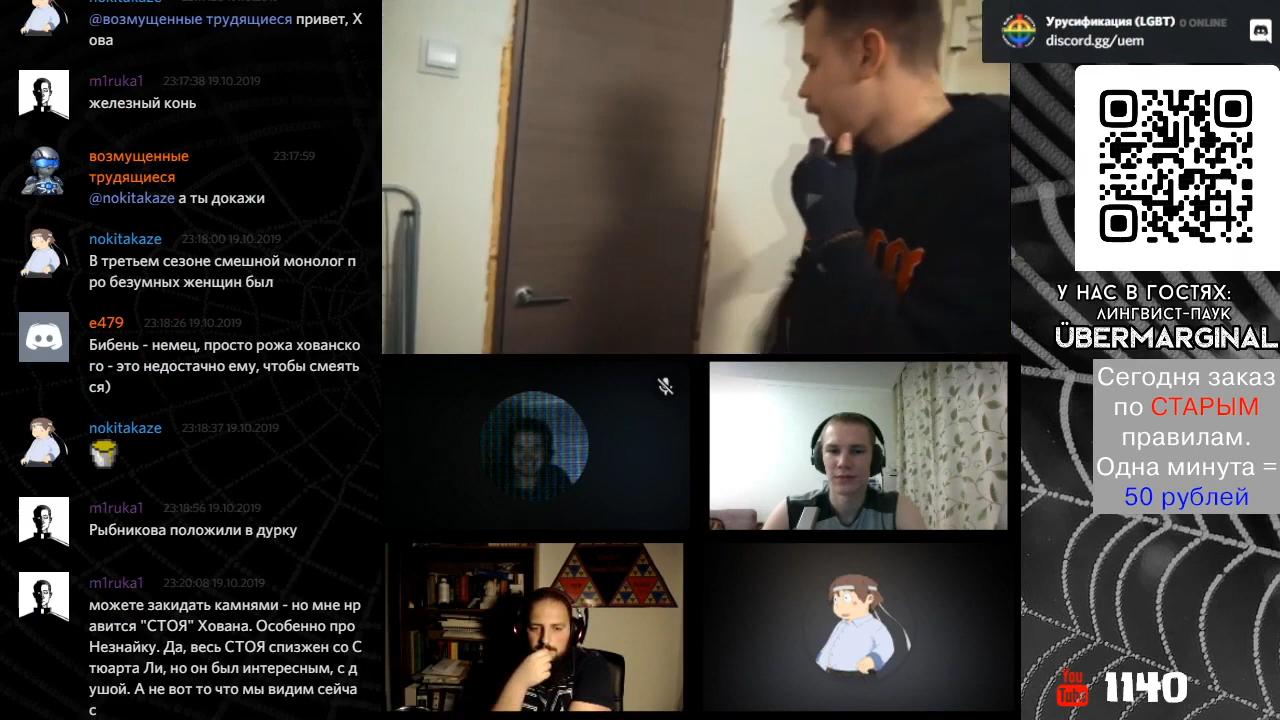 nokitakaze
@возмущенные трудящиеся привет, Х
ова
m1ruka1 23:17:38 19.10.2019
железный конь
возмущенные 23:17:59
трудящиеся
@nokitakaze а ты докажи
nokitakaze 23:18:00 19.10.2019
В третьем сезоне смешной монолог п
ро безумных женщин был
e479 23:18:26 19.10.2019
Бибень - немец, просто рожа хованско
го - это недостачно ему, чтобы смеять
ся)
nokitakaze 23:18:37 19.10.2019
m1ruka1 23:18:56 19.10.2019
Рыбникова положили в дурку
m1ruka1 23:20:08 19.10.2019
можете закидать камнями - но мне нр
авится "СТОЯ" Хована. Особенно про
Незнайку. Да, весь СТОЯ спизжен со С
тюарта Ли, но он был интересным, с д
ушой. А не вот то что мы видим сейча
с
Урусификация (LGBT) 0 ONLINE
discord.gg/uem
У НАС В ГОСТЯХ:
ЛИНГВИСТ-ПАУК
ÜBERMARGINAL
Сегодня заказ
по СТАРЫМ
правилам.
Одна минута =
50 рублей
You
Tube 1140